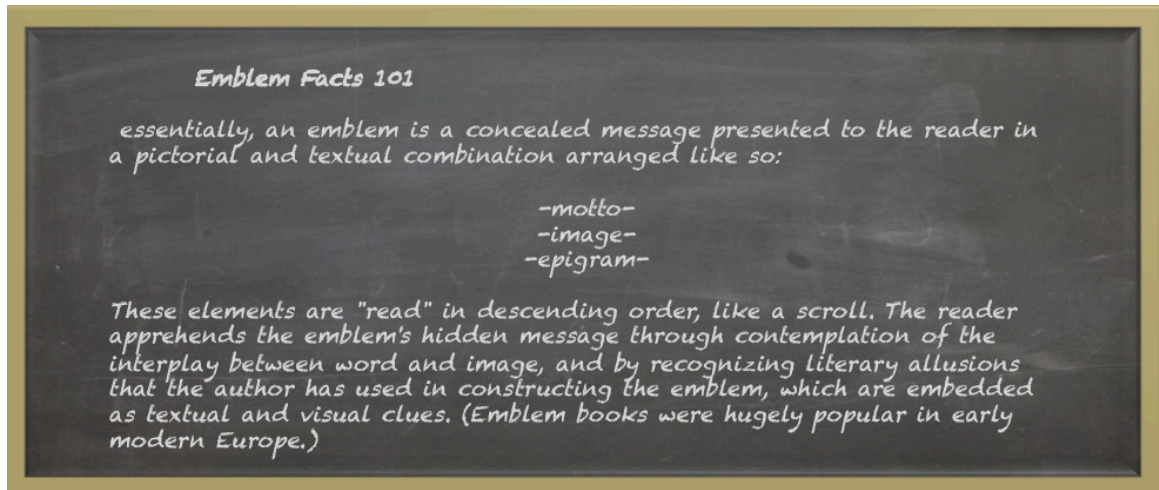 Emblem Facts 101
essentially, an emblem is a concealed message presented to the reader in
a pictorial and textual combination arranged like so:
-motto-
-image-
-epigram-
These elements are "read" in descending order, like a scroll. The reader
apprehends the emblem's hidden message through contemplation of the
interplay between word and image, and by recognizing literary allusions
that the author has used in constructing the emblem, which are embedded
as textual and visual clues. (Emblem books were hugely popular in early
modern Europe.)